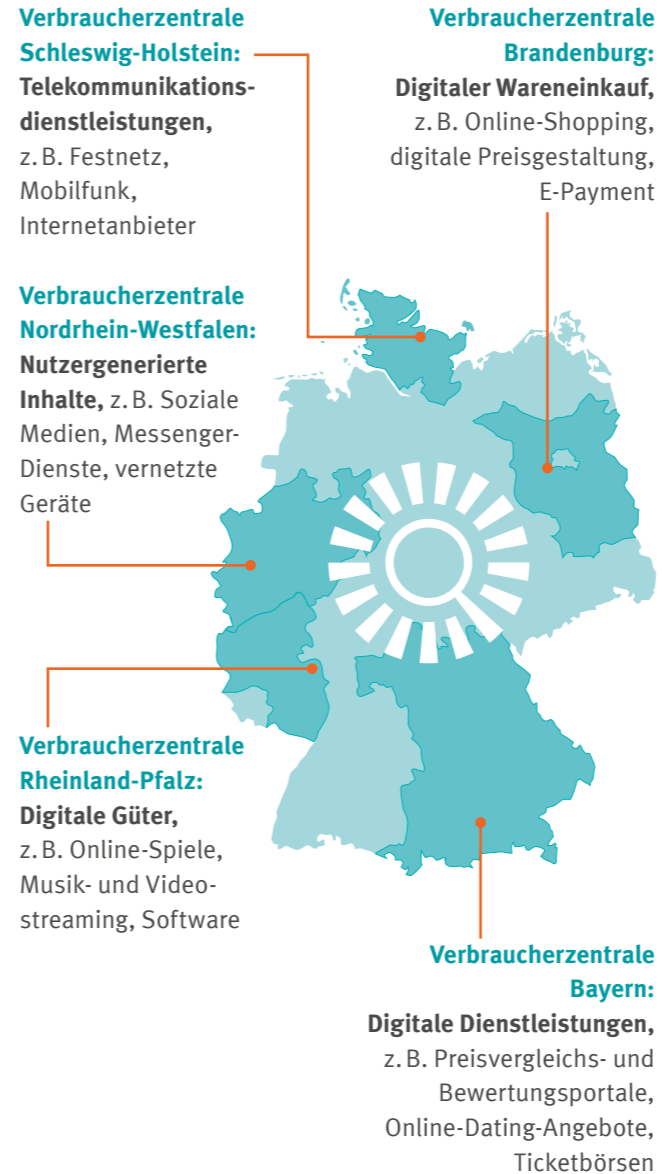 Verbraucherzentrale
Schleswig-Holstein:
Telekommunikations-
dienstleistungen,
z. B. Festnetz,
Mobilfunk,
Internetanbieter
Verbraucherzentrale
Brandenburg:
Digitaler Wareneinkauf,
z. B. Online-Shopping,
digitale Preisgestaltung,
E-Payment
Verbraucherzentrale
Nordrhein-Westfalen:
Nutzergenerierte
Inhalte, z. B. Soziale
Medien, Messenger-
Dienste, vernetzte
Geräte
Verbraucherzentrale
Rheinland-Pfalz:
Digitale Güter,
z. B. Online-Spiele,
Musik- und Video-
streaming, Software
Verbraucherzentrale
Bayern:
Digitale Dienstleistungen,
z. B. Preisvergleichs- und
Bewertungsportale,
Online-Dating-Angebote,
Ticketbörsen